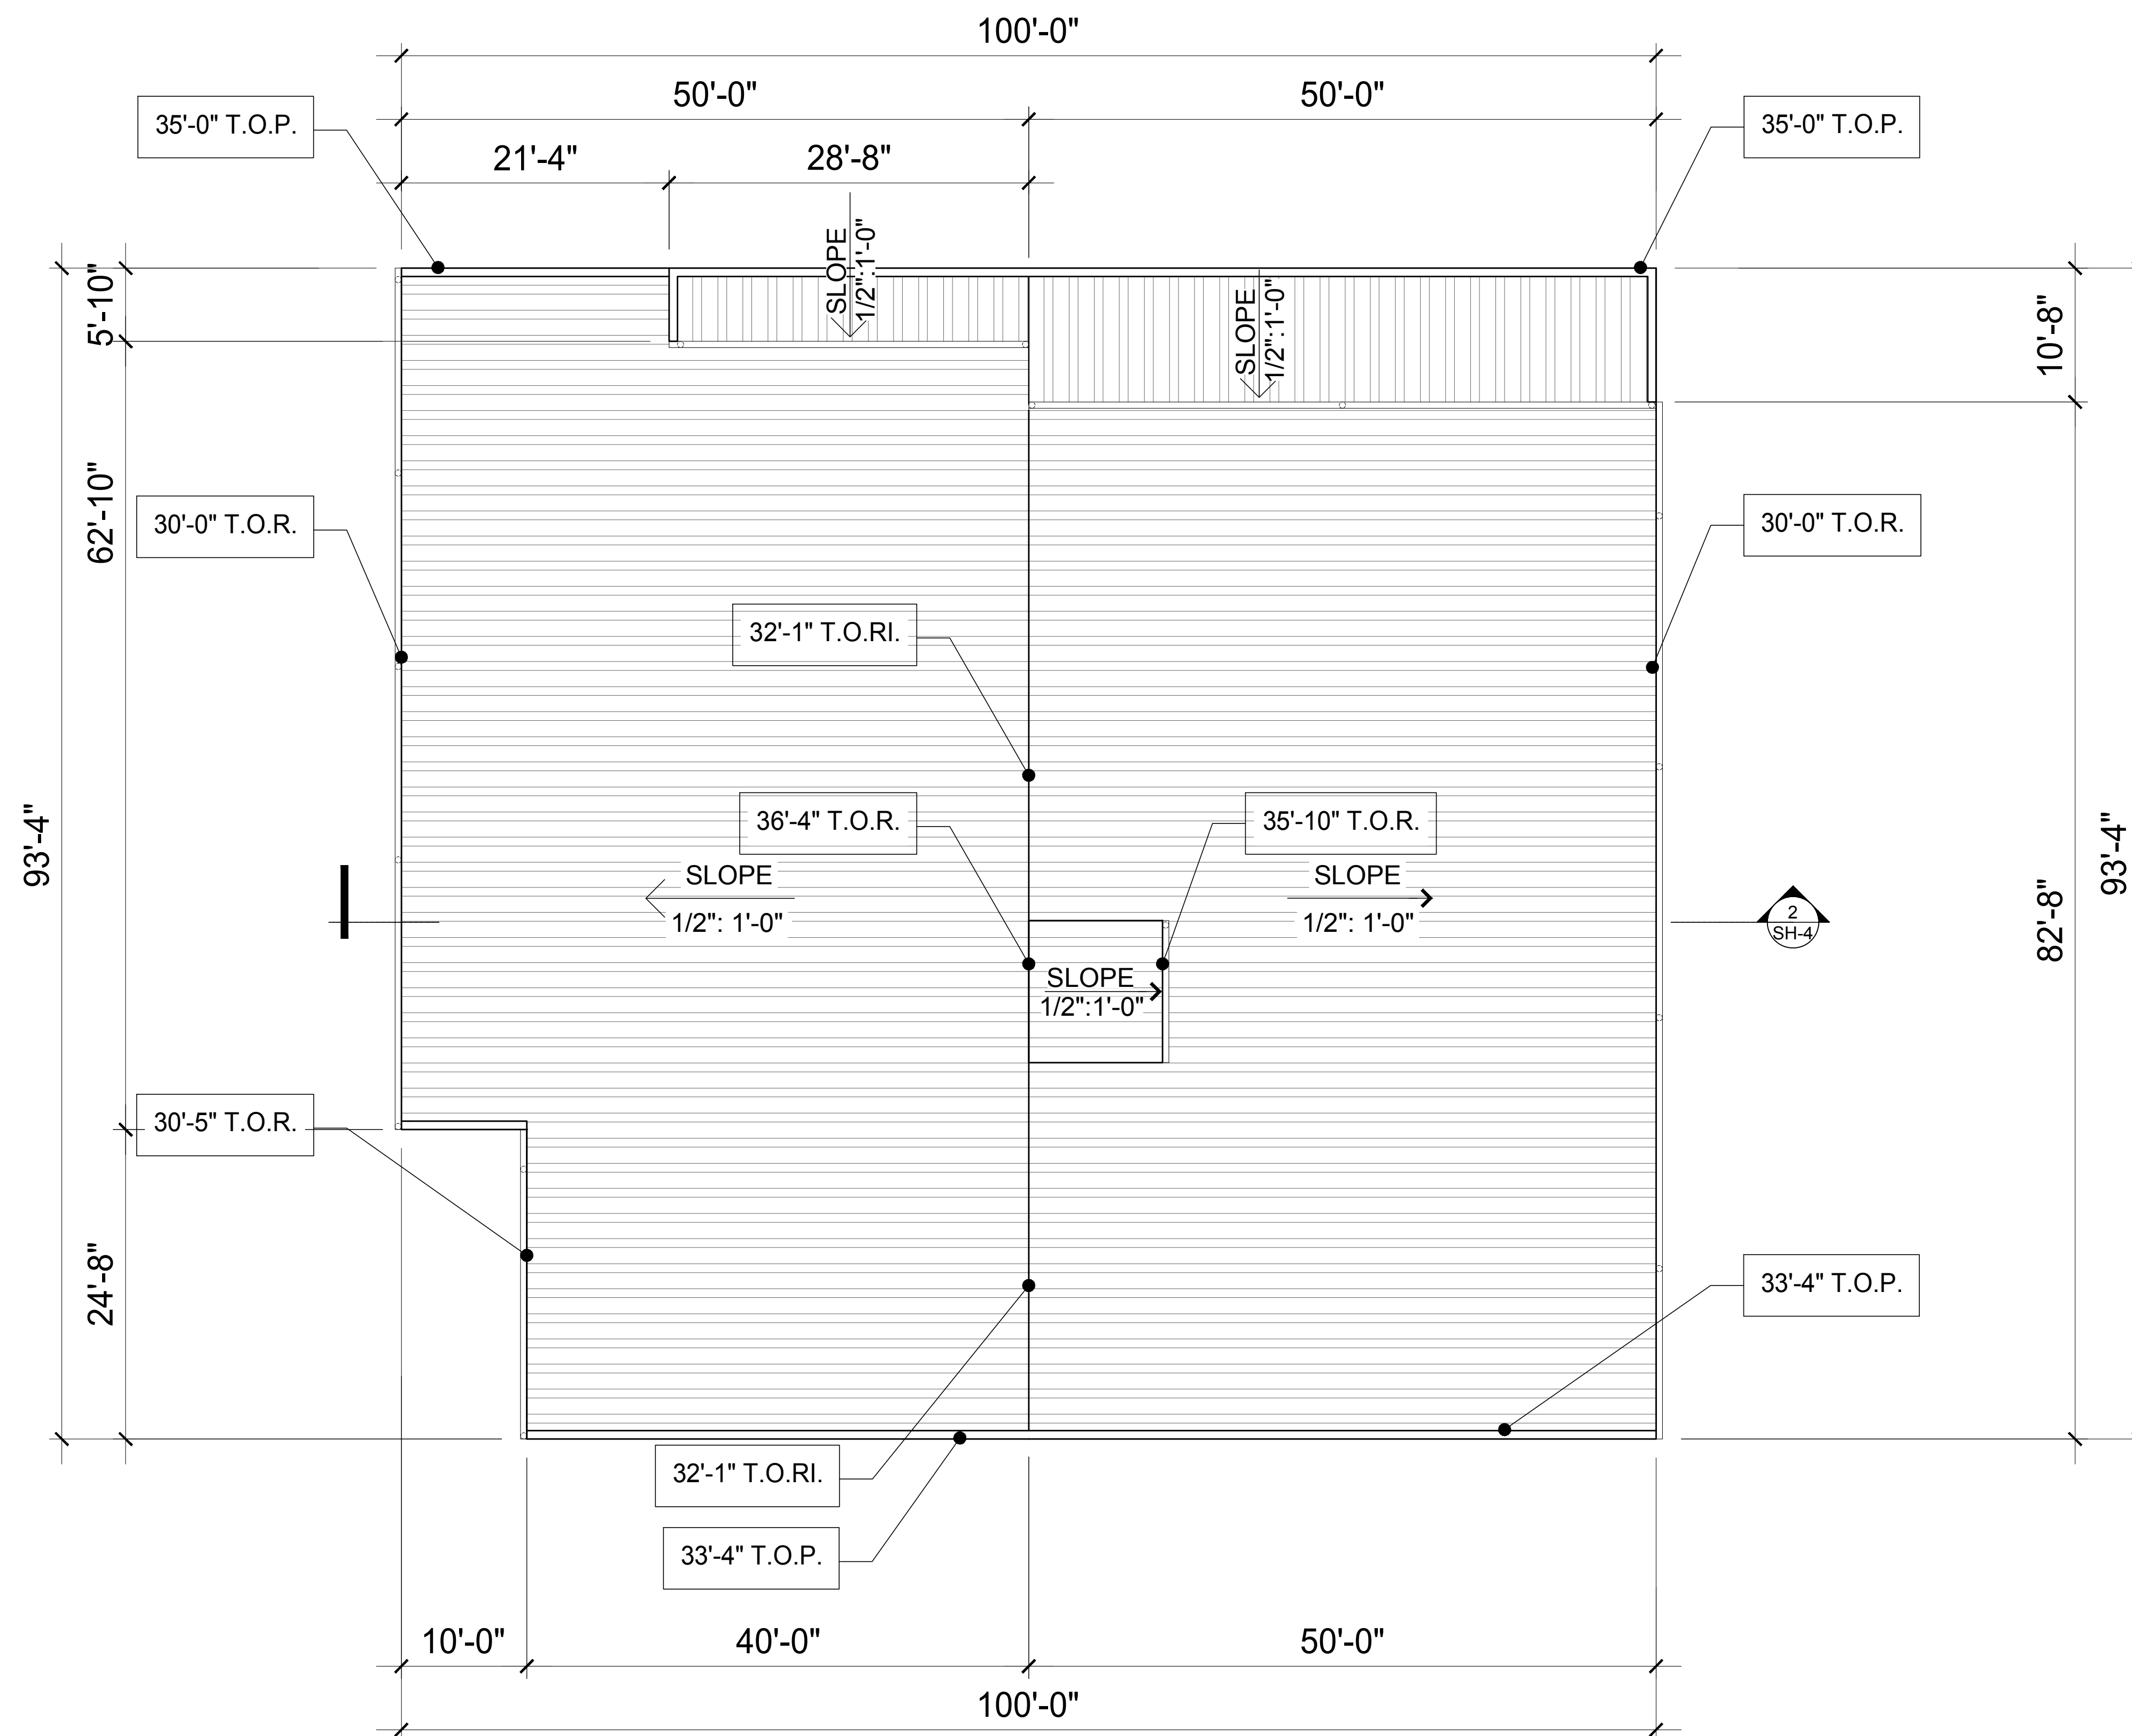 100'-0"
50'-0"
50'-0"
35'-0" T.O.P.
35'-0" T.O.P.
21'-4"
28'-8"
SLOPE
1/2":1'-0"
SLOPE
1/2":1'-0"
5'-10"
10'-8"
62'-10"
30'-0" T.O.R.
30'-0" T.O.R.
32'-1" T.O.RI.
36'-4" T.O.R.
35'-10" T.O.R.
93'-4"
93'-4"
SLOPE
1/2": 1'-0"
SLOPE
1/2": 1'-0"
2
SH-4
82'-8"
SLOPE
1/2":1'-0"
30'-5" T.O.R.
24'-8"
33'-4" T.O.P.
32'-1" T.O.RI.
33'-4" T.O.P.
10'-0"
40'-0"
50'-0"
100'-0"